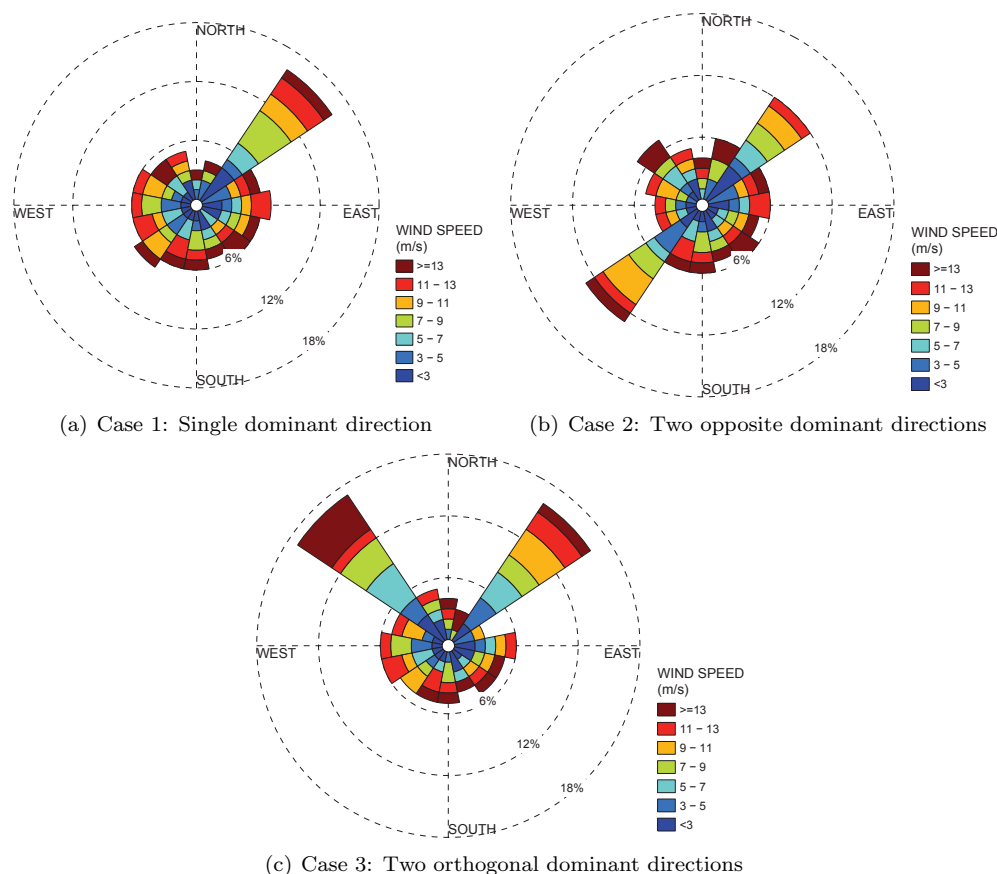 NORTH
WEST
EAST
SOUTH
6%
12%
18%
WIND SPEED
(m/s)
>=13
11 − 13
9 − 11
7 − 9
5 − 7
3 − 5
<3
(a) Case 1: Single dominant direction
NORTH
WEST
EAST
SOUTH
6%
12%
18%
WIND SPEED
(m/s)
>=13
11 − 13
9 − 11
7 − 9
5 − 7
3 − 5
<3
(b) Case 2: Two opposite dominant directions
NORTH
WEST
EAST
SOUTH
6%
12%
18%
WIND SPEED
(m/s)
>=13
11 − 13
9 − 11
7 − 9
5 − 7
3 − 5
<3
(c) Case 3: Two orthogonal dominant directions